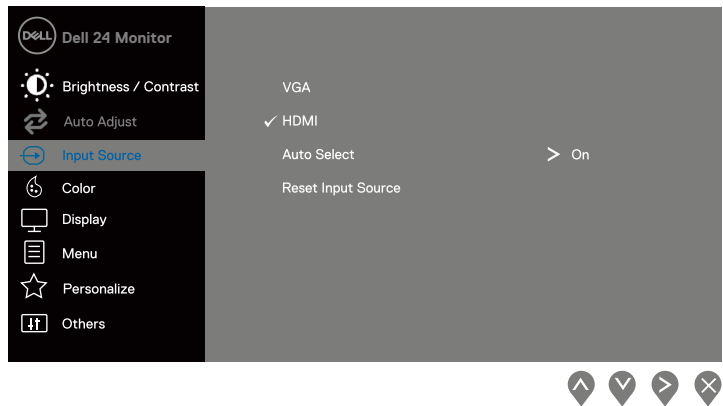 DELL Dell 24 Monitor
Brightness / Contrast
Auto Adjust
Input Source
Color
Display
Menu
Personalize
Others
VGA
HDMI
Auto Select
On
Reset Input Source